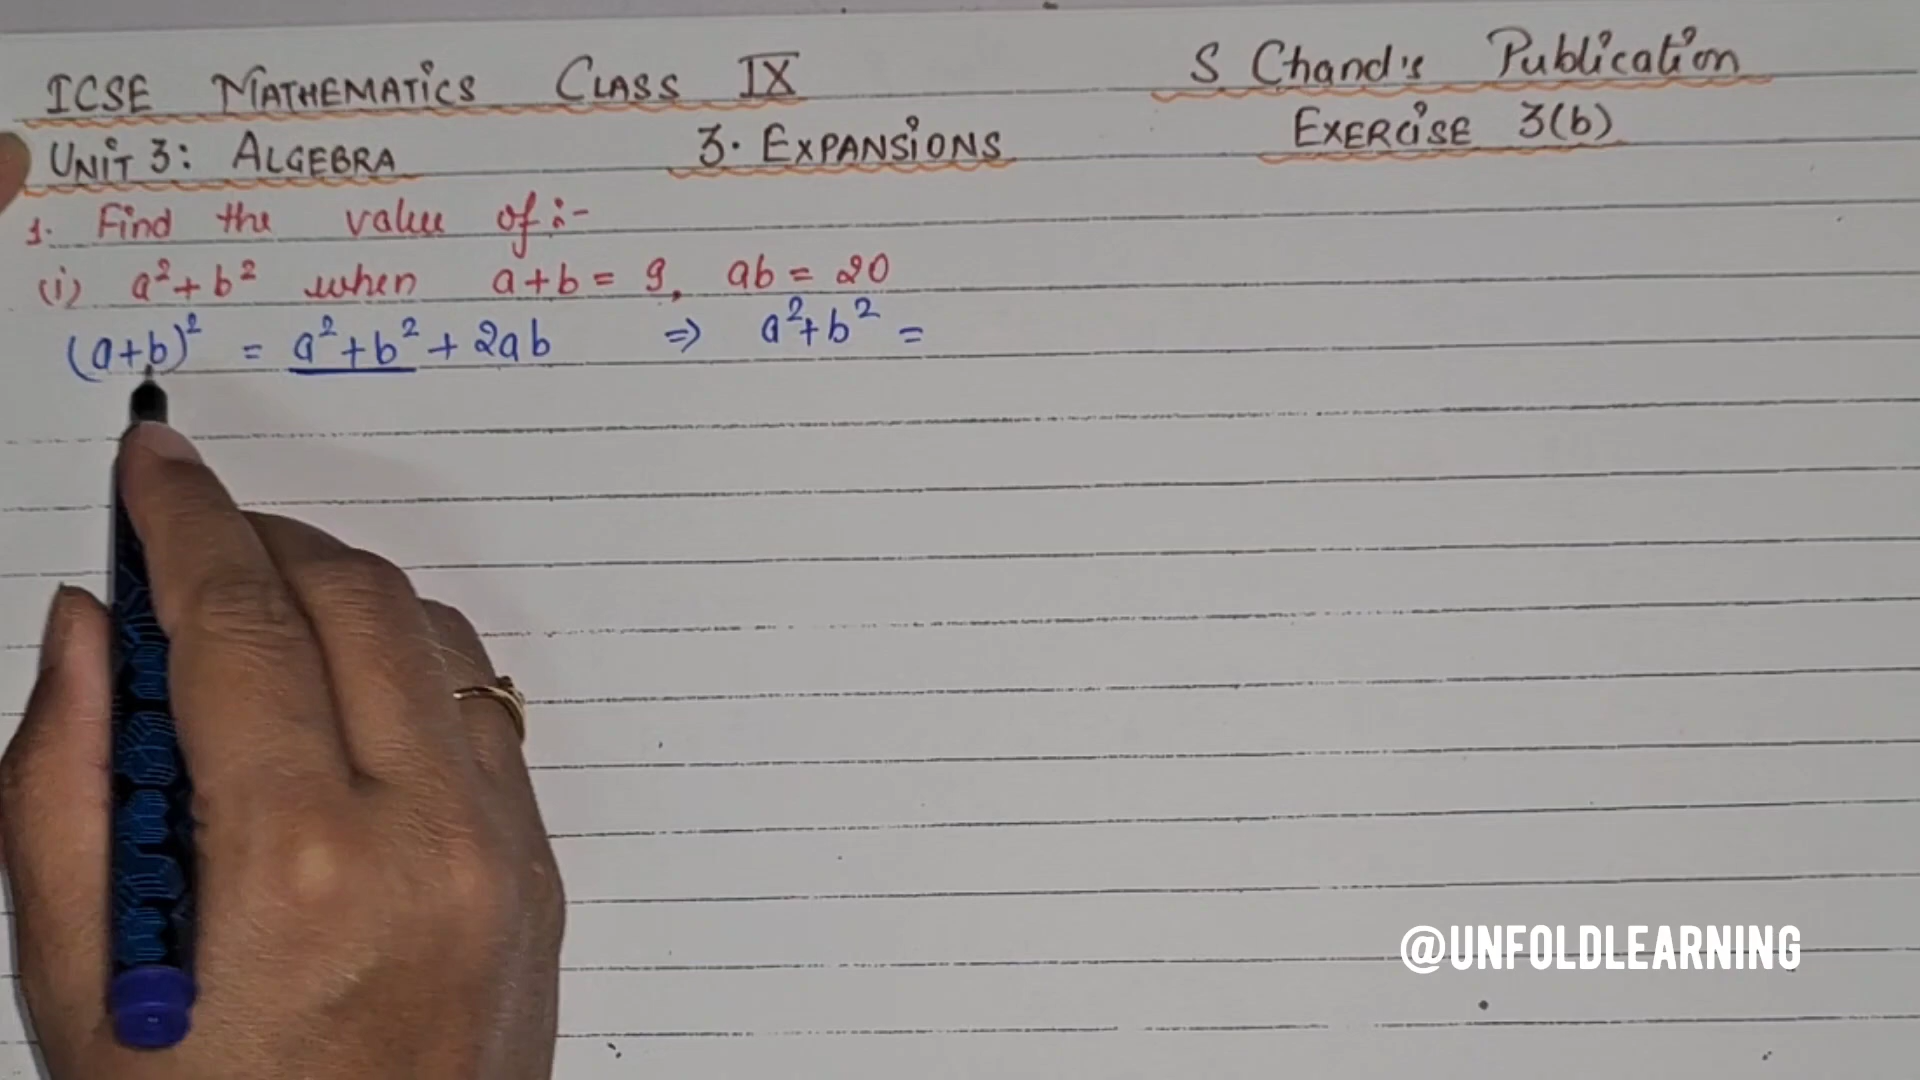 ICSE MATHEMATICS CLASS IX S Chand's Publication
UNIT 3: ALGEBRA 3. EXPANSIONS EXERCISE 3(b)
1. Find the value of :-
(i) a²+b² when a+b = 9, ab = 20
(a+b)² = a²+b²+2ab ⇒ a²+b² =
@UNFOLDLEARNING